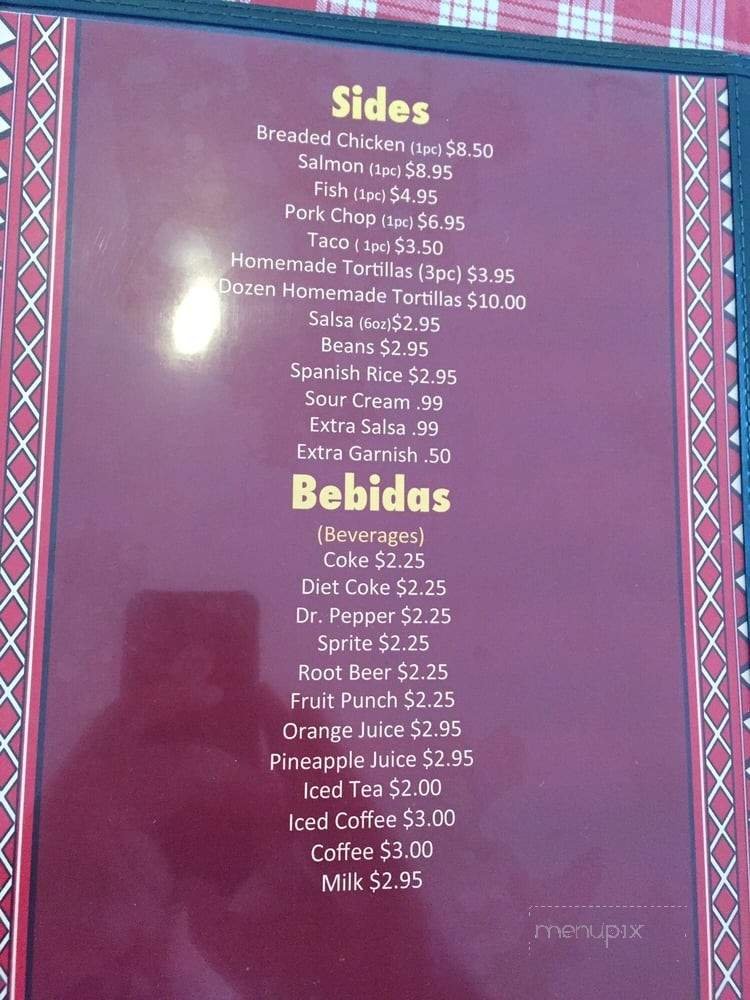 Sides
Breaded Chicken (1pc) $8.50
Salmon (1pc) $8.95
Fish (1pc) $4.95
Pork Chop (1pc) $6.95
Taco ( 1pc) $3.50
Homemade Tortillas (3pc) $3.95
Dozen Homemade Tortillas $10.00
Salsa (6oz)$2.95
Beans $2.95
Spanish Rice $2.95
Sour Cream .99
Extra Salsa .99
Extra Garnish .50
Bebidas
(Beverages)
Coke $2.25
Diet Coke $2.25
Dr. Pepper $2.25
Sprite $2.25
Root Beer $2.25
Fruit Punch $2.25
Orange Juice $2.95
Pineapple Juice $2.95
Iced Tea $2.00
Iced Coffee $3.00
Coffee $3.00
Milk $2.95
menupix